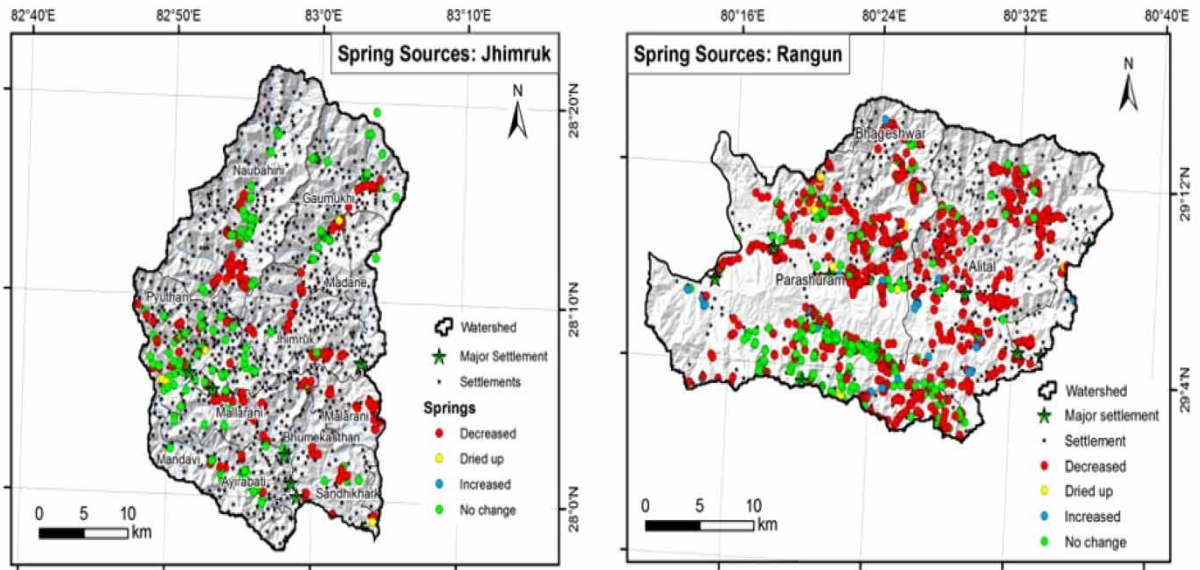 82°40'E 82°50'E 83°0'E 83°10'E
Spring Sources: Jhimruk
N
28°20'N
Naubahini
Gaumukhi
Madane
Pyuthan
28°10'N
Jhimruk
Watershed
Major Settlement
Settlements
Springs
Decreased
Dried up
Increased
No change
Mallarani
Malarani
Bhumekasthan
Mandavi
Ayirabati
Sandhikhark
28°0'N
0 5 10
km
80°16'E 80°24'E 80°32'E 80°40'E
Spring Sources: Rangun
N
Bhageshwar
29°12'N
Alital
Parashuram
29°4'N
Watershed
Major settlement
Settlement
Decreased
Dried up
Increased
No change
0 5 10
km